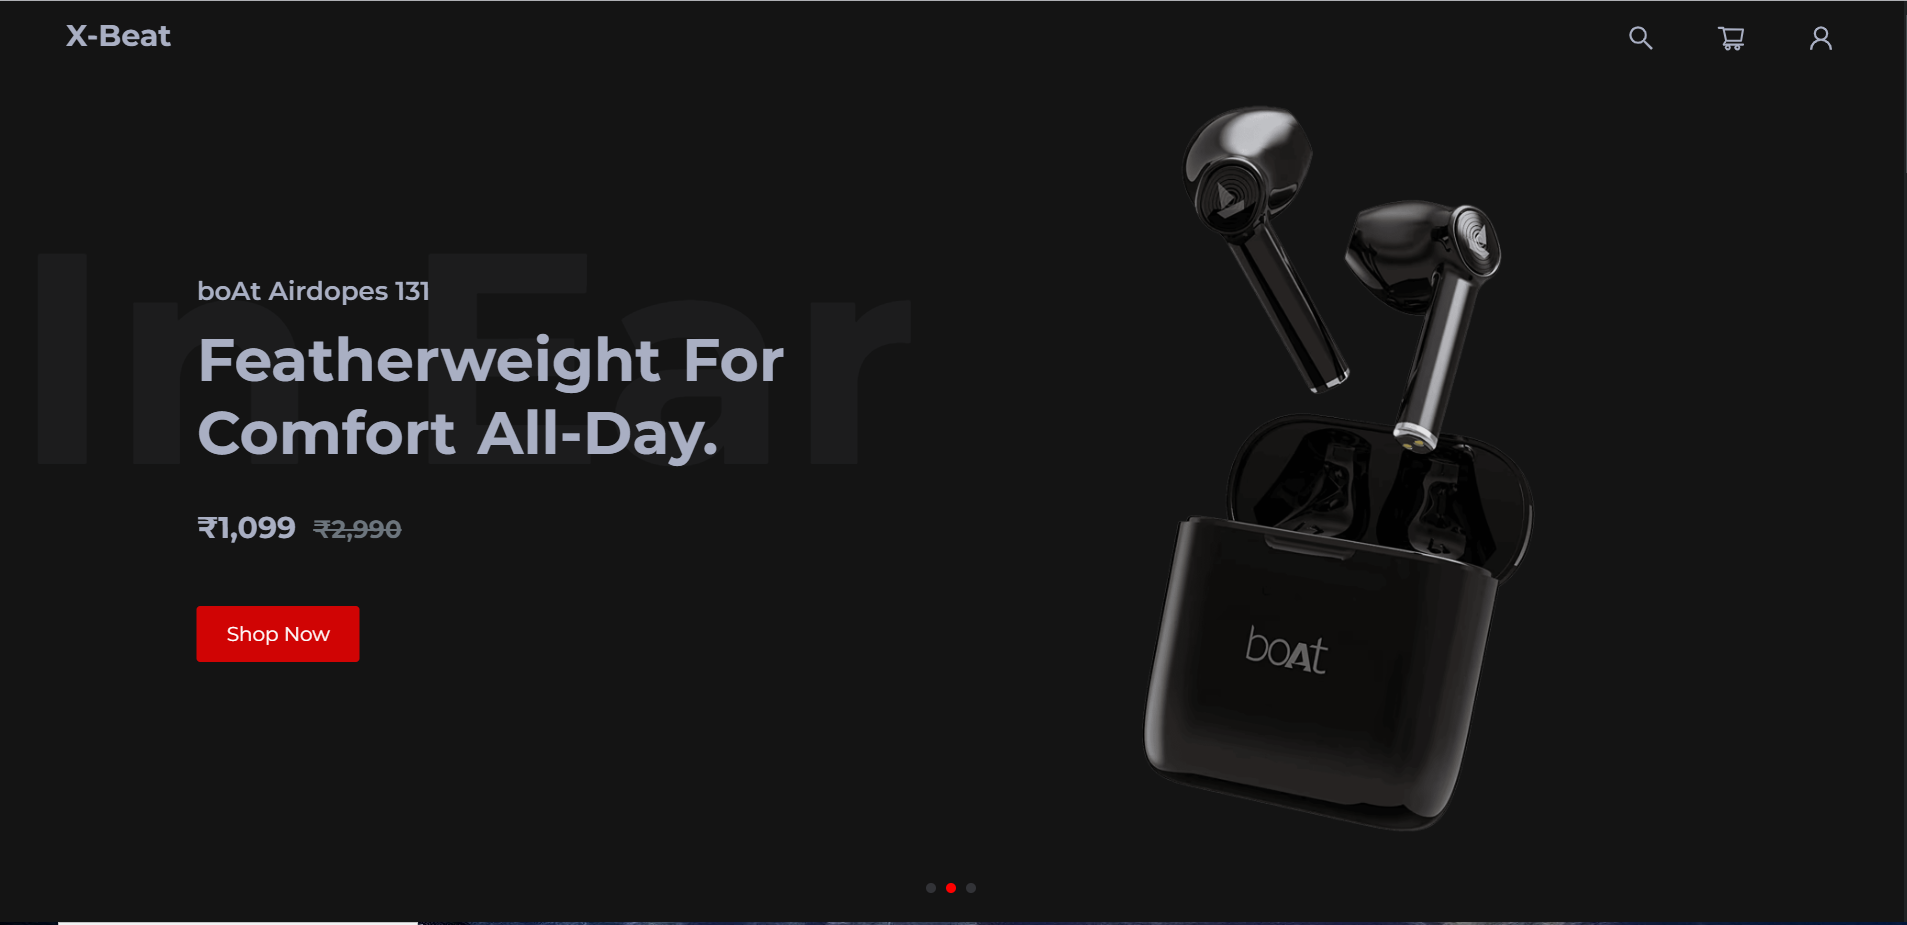 X-Beat
In Ear
boAt Airdopes 131
Featherweight For
Comfort All-Day.
₹1,099 ₹2,990
Shop Now
boAt